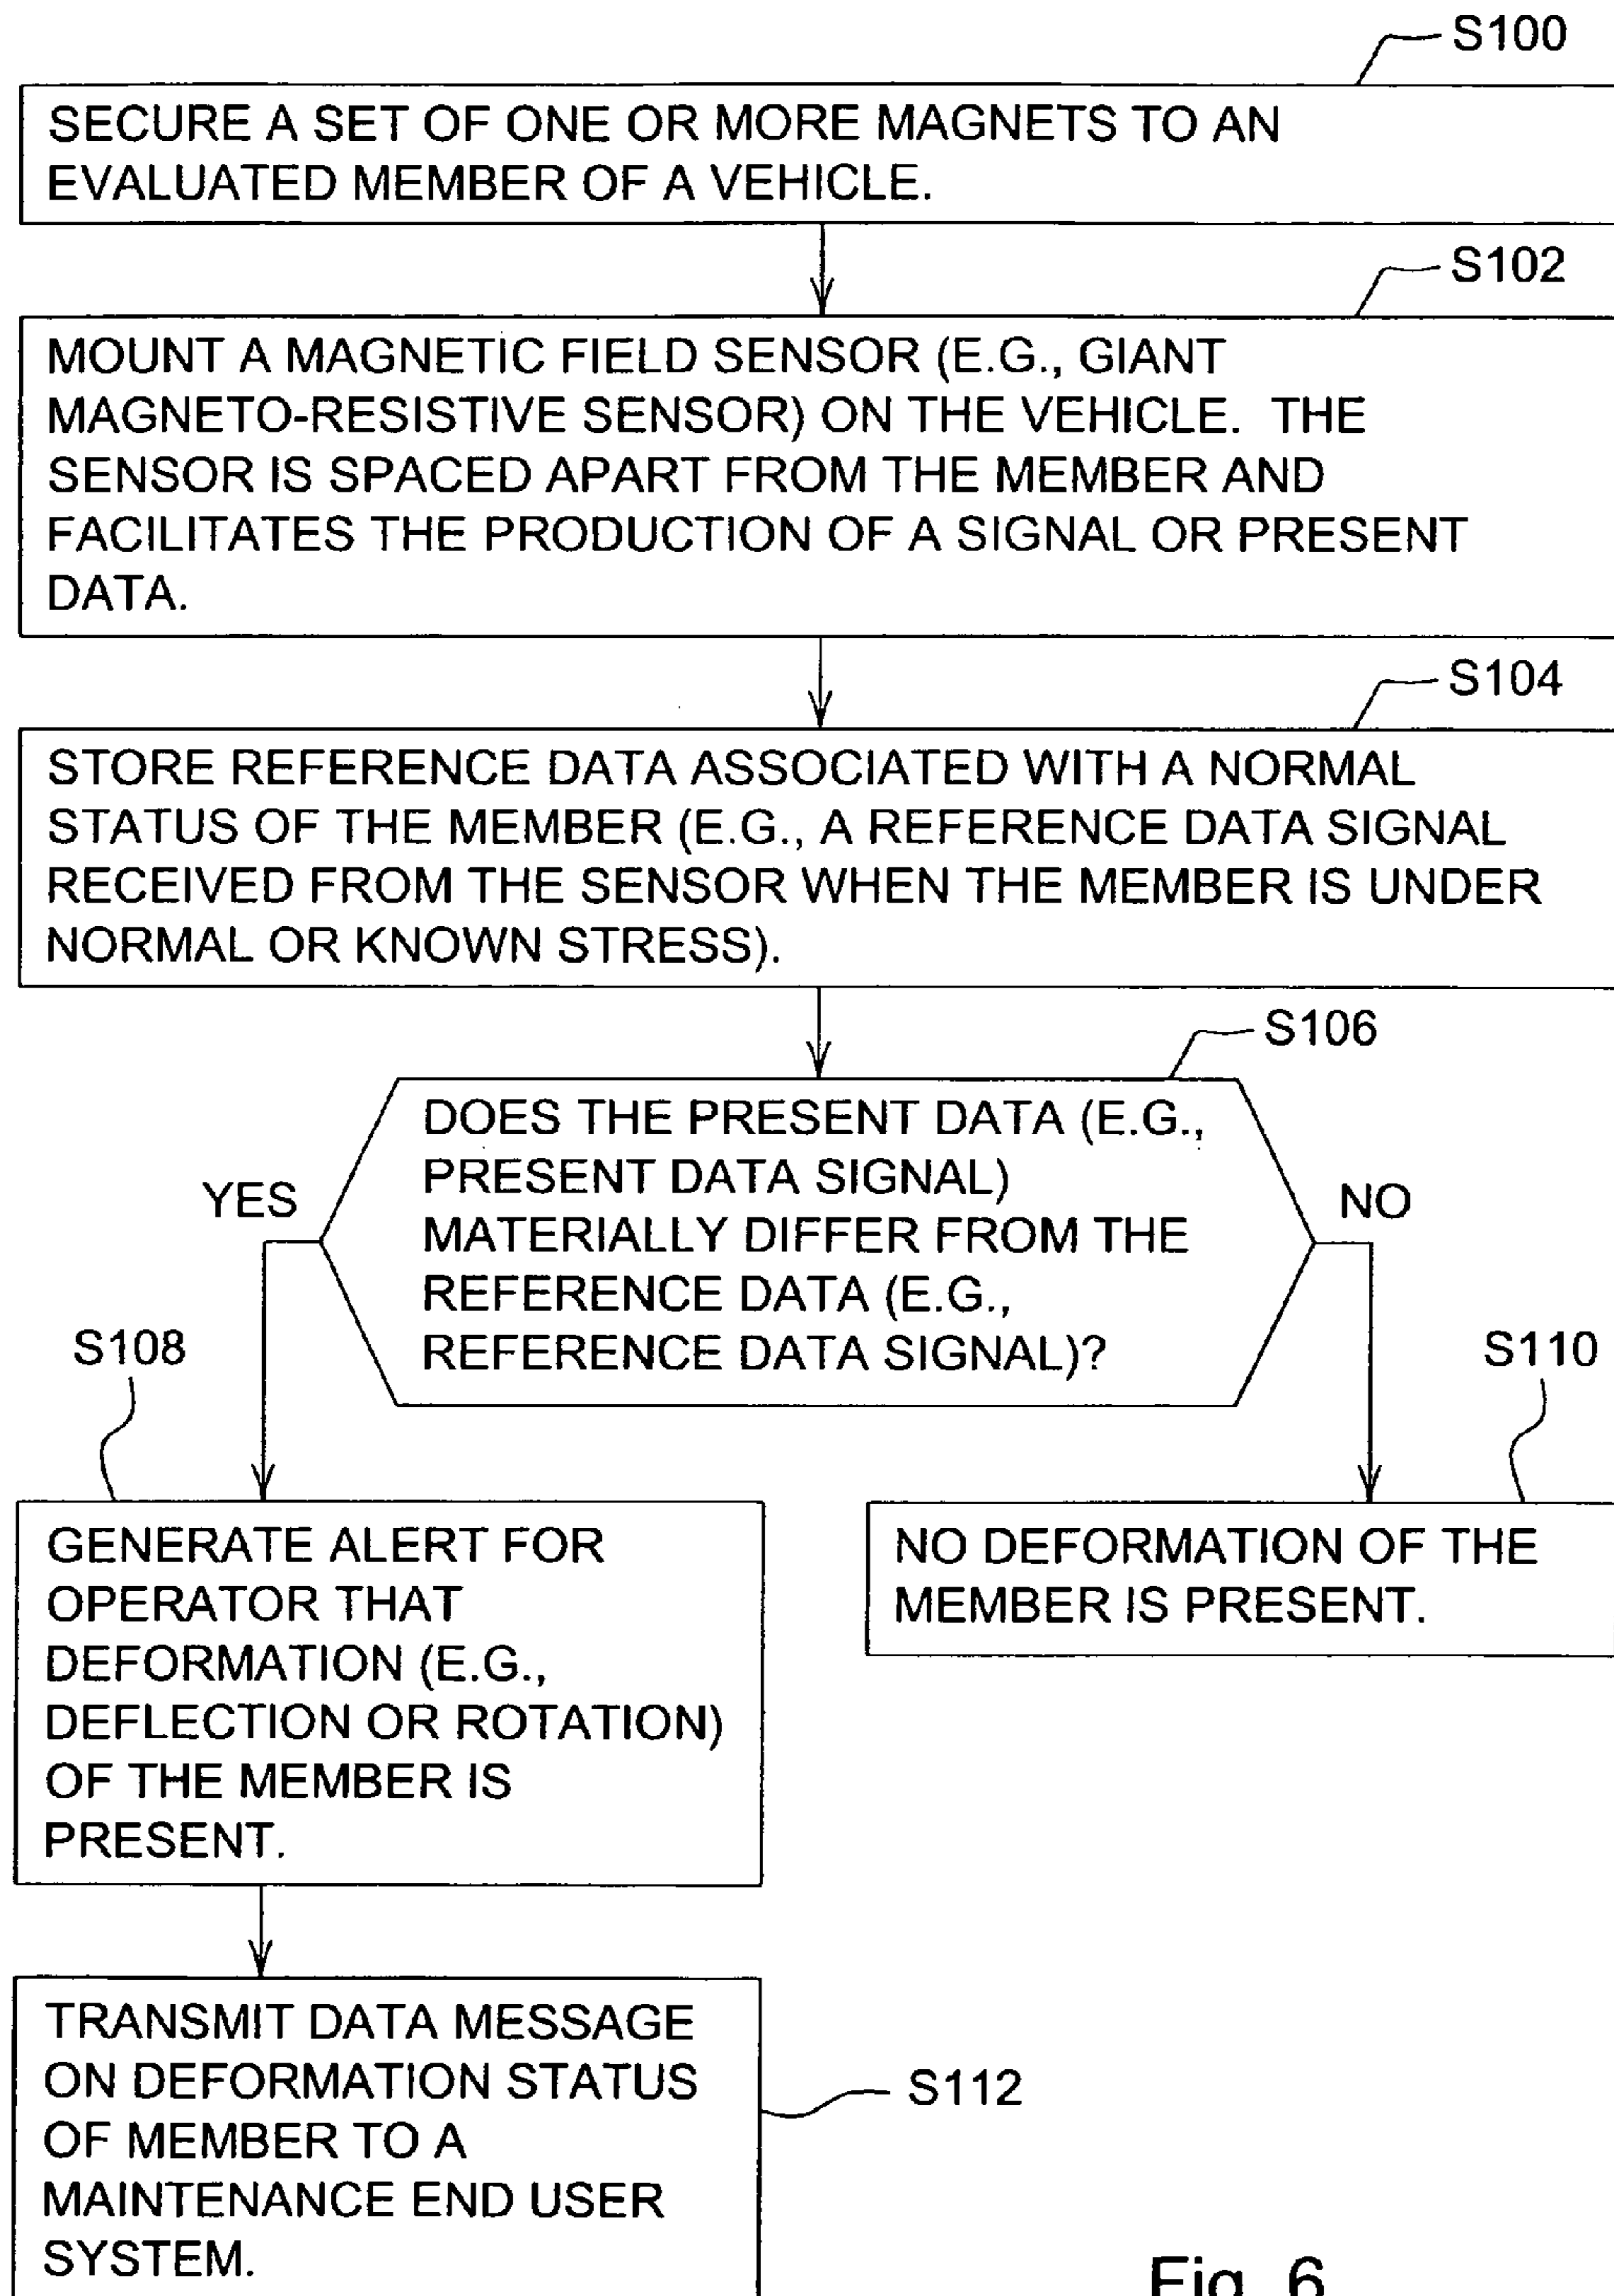 S100
SECURE A SET OF ONE OR MORE MAGNETS TO AN
EVALUATED MEMBER OF A VEHICLE.
S102
MOUNT A MAGNETIC FIELD SENSOR (E.G., GIANT
MAGNETO-RESISTIVE SENSOR) ON THE VEHICLE. THE
SENSOR IS SPACED APART FROM THE MEMBER AND
FACILITATES THE PRODUCTION OF A SIGNAL OR PRESENT
DATA.
S104
STORE REFERENCE DATA ASSOCIATED WITH A NORMAL
STATUS OF THE MEMBER (E.G., A REFERENCE DATA SIGNAL
RECEIVED FROM THE SENSOR WHEN THE MEMBER IS UNDER
NORMAL OR KNOWN STRESS).
S106
DOES THE PRESENT DATA (E.G.,
PRESENT DATA SIGNAL)
MATERIALLY DIFFER FROM THE
REFERENCE DATA (E.G.,
REFERENCE DATA SIGNAL)?
YES
NO
S108
GENERATE ALERT FOR
OPERATOR THAT
DEFORMATION (E.G.,
DEFLECTION OR ROTATION)
OF THE MEMBER IS
PRESENT.
S110
NO DEFORMATION OF THE
MEMBER IS PRESENT.
TRANSMIT DATA MESSAGE
ON DEFORMATION STATUS
OF MEMBER TO A
MAINTENANCE END USER
SYSTEM.
S112
Fig. 6